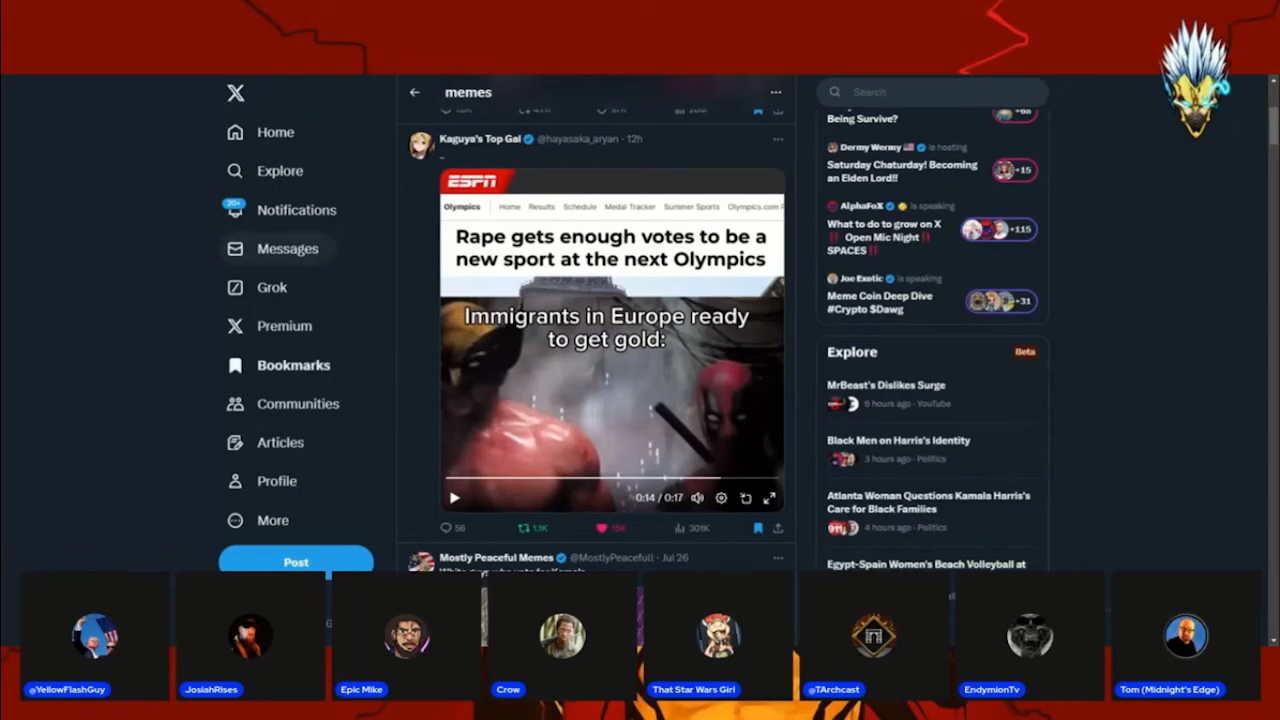 memes
Home
Explore
20+
Notifications
Messages
Grok
Premium
Bookmarks
Communities
Articles
Profile
More
Post
Kaguya's Top Gal @hayasaka_aryan · 12h
ESPN
Olympics Home Results Schedule Medal Tracker Summer Sports Olympics.com
Rape gets enough votes to be a
new sport at the next Olympics
Immigrants in Europe ready
to get gold:
0:14 / 0:17
56 1.1K 301K
Mostly Peaceful Memes @MostlyPeacefull · Jul 26
Search
Being Survive?
Dermy Wermy is hosting
Saturday Chaturday! Becoming
an Elden Lord!!
+15
AlphaFoX is speaking
What to do to grow on X
‼️ Open Mic Night ‼️
SPACES ‼️
+115
Joe Exotic is speaking
Meme Coin Deep Dive
#Crypto $Dawg
+31
Explore Beta
MrBeast's Dislikes Surge
6 hours ago · YouTube
Black Men on Harris's Identity
3 hours ago · Politics
Atlanta Woman Questions Kamala Harris's
Care for Black Families
4 hours ago · Politics
Egypt-Spain Women's Beach Volleyball at
@YellowFlashGuy
JosiahRises
Epic Mike
Crow
That Star Wars Girl
@TArchcast
EndymionTv
Tom (Midnight's Edge)